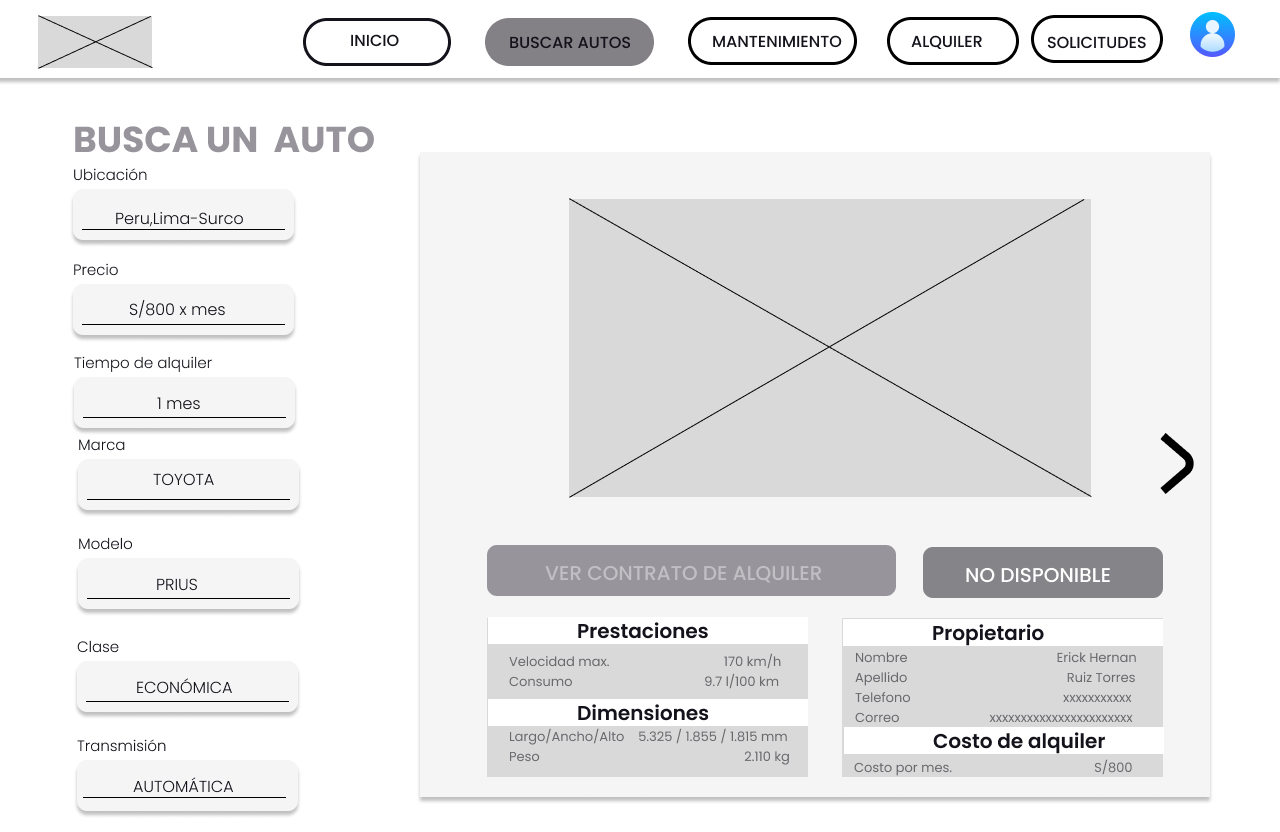 INICIO
BUSCAR AUTOS
MANTENIMIENTO
ALQUILER
SOLICITUDES
BUSCA UN AUTO
Ubicación
Peru,Lima-Surco
Precio
S/800 x mes
Tiempo de alquiler
1 mes
Marca
TOYOTA
Modelo
PRIUS
Clase
ECONÓMICA
Transmisión
AUTOMÁTICA
VER CONTRATO DE ALQUILER
NO DISPONIBLE
Prestaciones
Velocidad max. 170 km/h
Consumo 9.7 l/100 km
Dimensiones
Largo/Ancho/Alto 5.325 / 1.855 / 1.815 mm
Peso 2.110 kg
Propietario
Nombre Erick Hernan
Apellido Ruiz Torres
Telefono xxxxxxxxxxx
Correo xxxxxxxxxxxxxxxxxxxxxxx
Costo de alquiler
Costo por mes. S/800